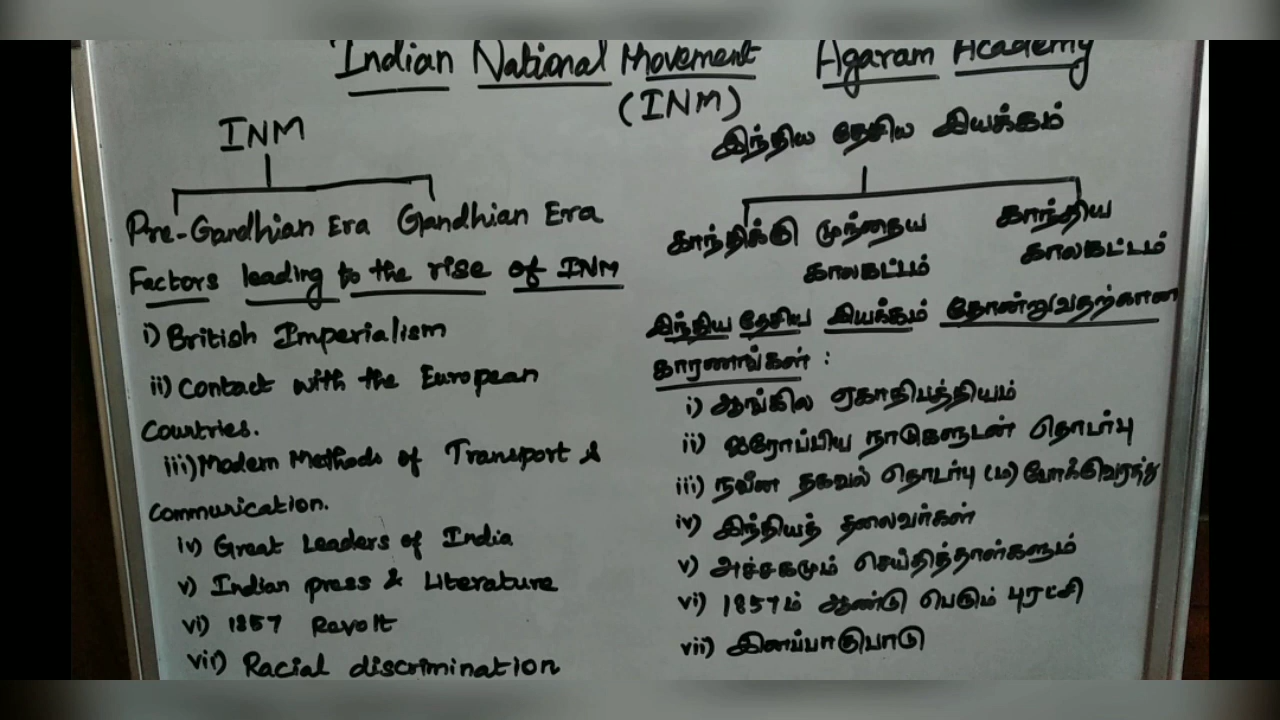 Indian National Movement
Agaram Academy
(INM)
INM
Pre-Gandhian Era Gandhian Era
Factors leading to the rise of INM
i) British Imperialism
ii) Contact with the European
Countries.
iii) Modern Methods of Transport &
Communication.
iv) Great Leaders of India
v) Indian press & Literature
vi) 1857 Revolt
vii) Racial discrimination
இந்திய தேசிய இயக்கம்
காந்திக்கு முந்தைய
காலகட்டம்
காந்திய
காலகட்டம்
இந்திய தேசிய இயக்கம் தோன்றுவதற்கான
காரணங்கள் :
i) ஆங்கில ஏகாதிபத்தியம்
ii) ஐரோப்பிய நாடுகளுடன் தொடர்பு
iii) நவீன தகவல் தொடர்பு (ம) போக்குவரத்து
iv) இந்தியத் தலைவர்கள்
v) அச்சகமும் செய்தித்தாள்களும்
vi) 1857ம் ஆண்டு பெரும் புரட்சி
vii) இனப்பாகுபாடு